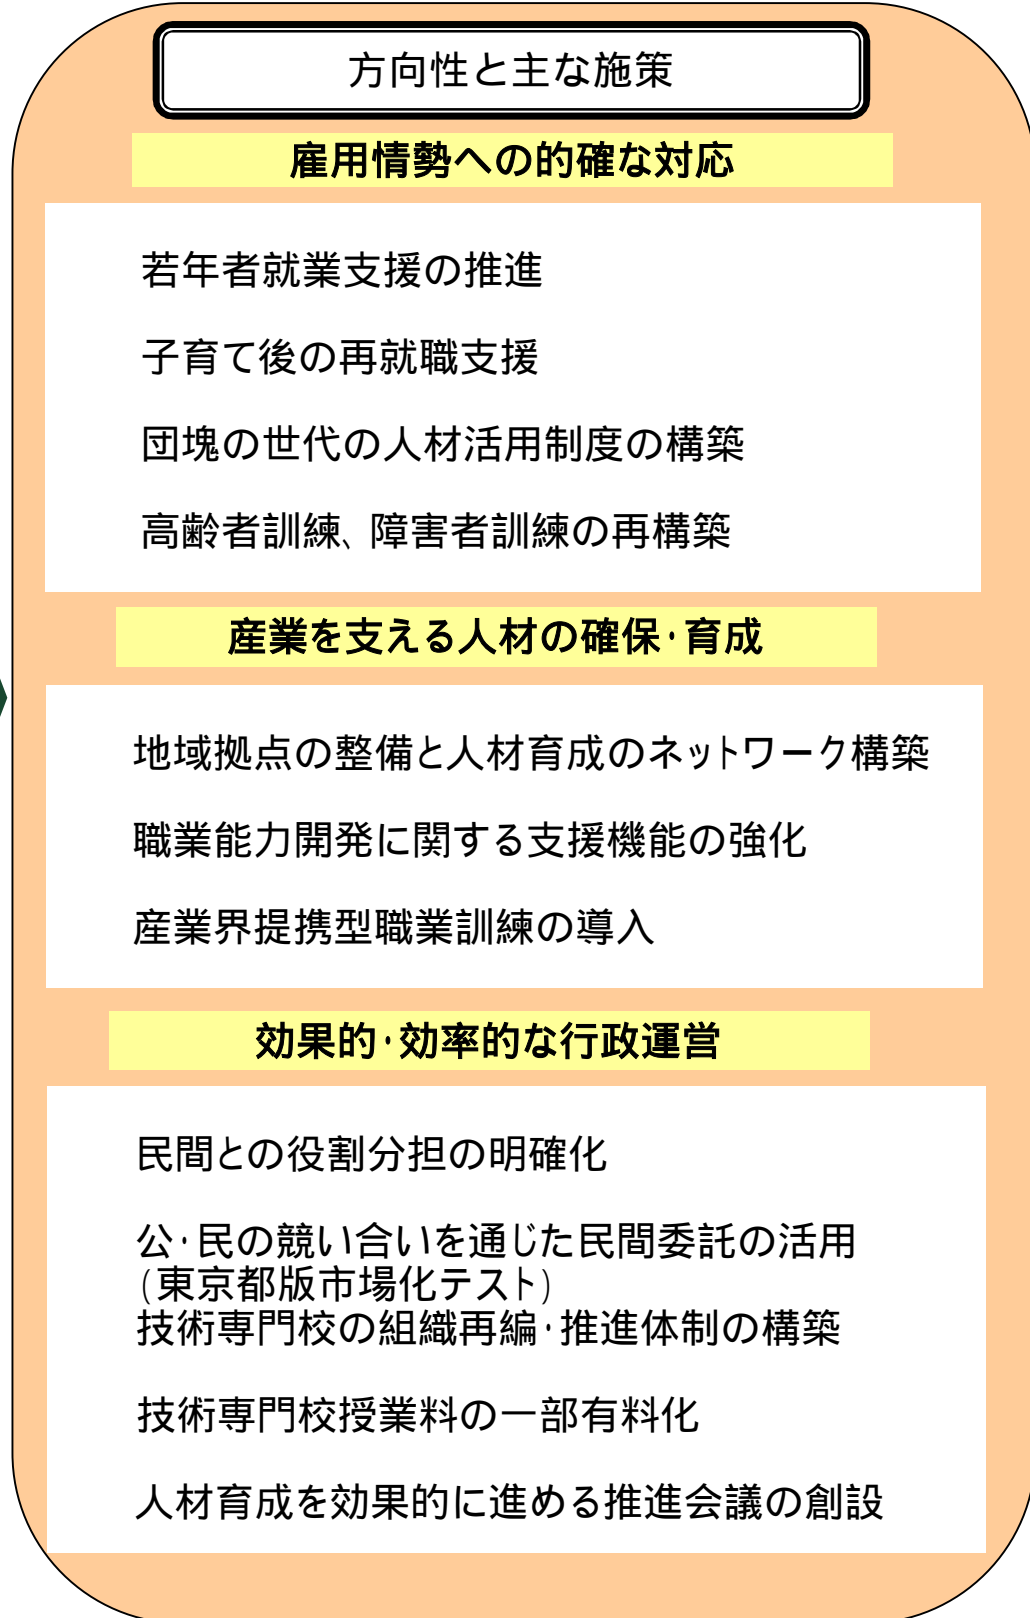 方向性と主な施策
雇用情勢への的確な対応
若年者就業支援の推進
子育て後の再就職支援
団塊の世代の人材活用制度の構築
高齢者訓練、障害者訓練の再構築
産業を支える人材の確保・育成
地域拠点の整備と人材育成のネットワーク構築
職業能力開発に関する支援機能の強化
産業界提携型職業訓練の導入
効果的・効率的な行政運営
民間との役割分担の明確化
公・民の競い合いを通じた民間委託の活用
(東京都版市場化テスト)
技術専門校の組織再編・推進体制の構築
技術専門校授業料の一部有料化
人材育成を効果的に進める推進会議の創設